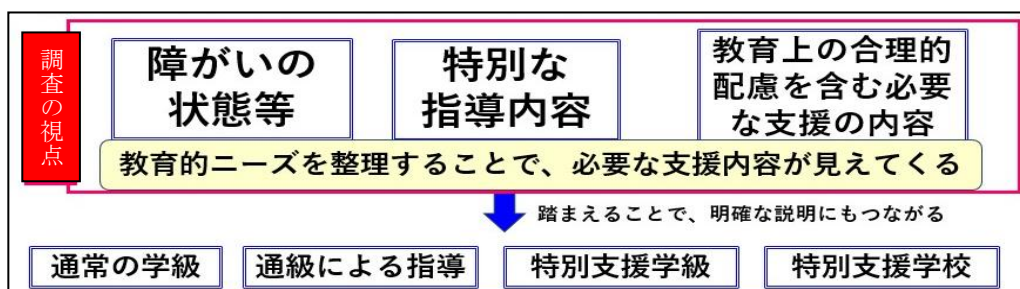 調査の視点
障がいの
状態等
特別な
指導内容
教育上の合理的
配慮を含む必要
な支援の内容
教育的ニーズを整理することで、必要な支援内容が見えてくる
踏まえることで、明確な説明にもつながる
通常の学級
通級による指導
特別支援学級
特別支援学校